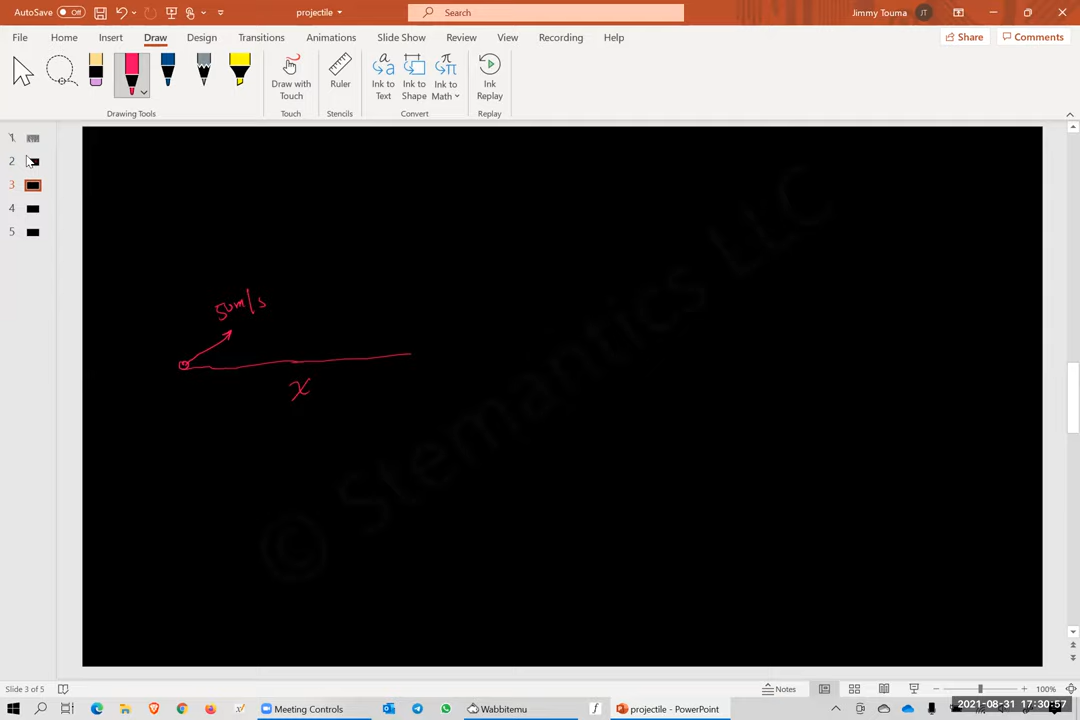 AutoSave Off projectile Search Jimmy Touma JT
File Home Insert Draw Design Transitions Animations Slide Show Review View Recording Help Share Comments
Draw with Touch
Ruler
Ink to Text
Ink to Shape
Ink to Math
Ink Replay
Drawing Tools Touch Stencils Convert Replay
1
2
3
4
5
50m/s
x
© Stemantics LLC
Slide 3 of 5 Notes 100%
Meeting Controls Wabbitemu projectile - PowerPoint 2021-08-31 17:30:57